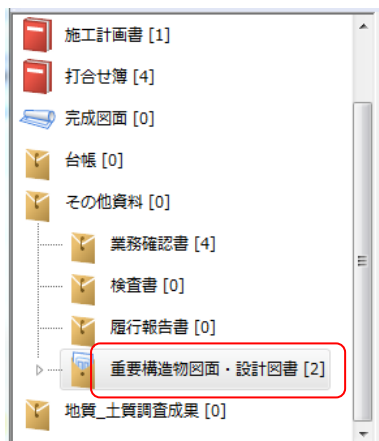 施工計画書 [1]
打合せ簿 [4]
完成図面 [0]
台帳 [0]
その他資料 [0]
業務確認書 [4]
検査書 [0]
履行報告書 [0]
重要構造物図面・設計図書 [2]
地質_土質調査成果 [0]